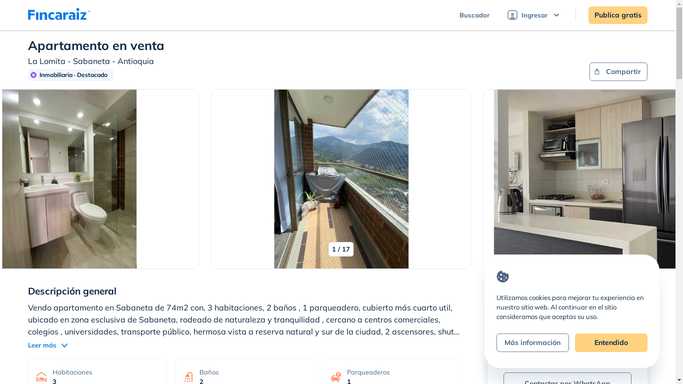 Fincaraiz
Buscador
Ingresar
Publica gratis
Apartamento en venta
La Lomita - Sabaneta - Antioquia
Inmobiliaria · Destacado
Compartir
1 / 17
Descripción general
Vendo apartamento en Sabaneta de 74m2 con, 3 habitaciones, 2 baños , 1 parqueadero, cubierto más cuarto util,
ubicado en zona esclusiva de Sabaneta, rodeado de naturaleza y tranquilidad , cercano a centros comerciales,
colegios , universidades, transporte público, hermosa vista a reserva natural y sur de la ciudad, 2 ascensores, shut...
Leer más
Habitaciones
3
Baños
2
Parqueaderos
1
Utilizamos cookies para mejorar tu experiencia en
nuestro sitio web. Al continuar en el sitio
consideramos que aceptas su uso.
Más información
Entendido
Contactar por WhatsApp